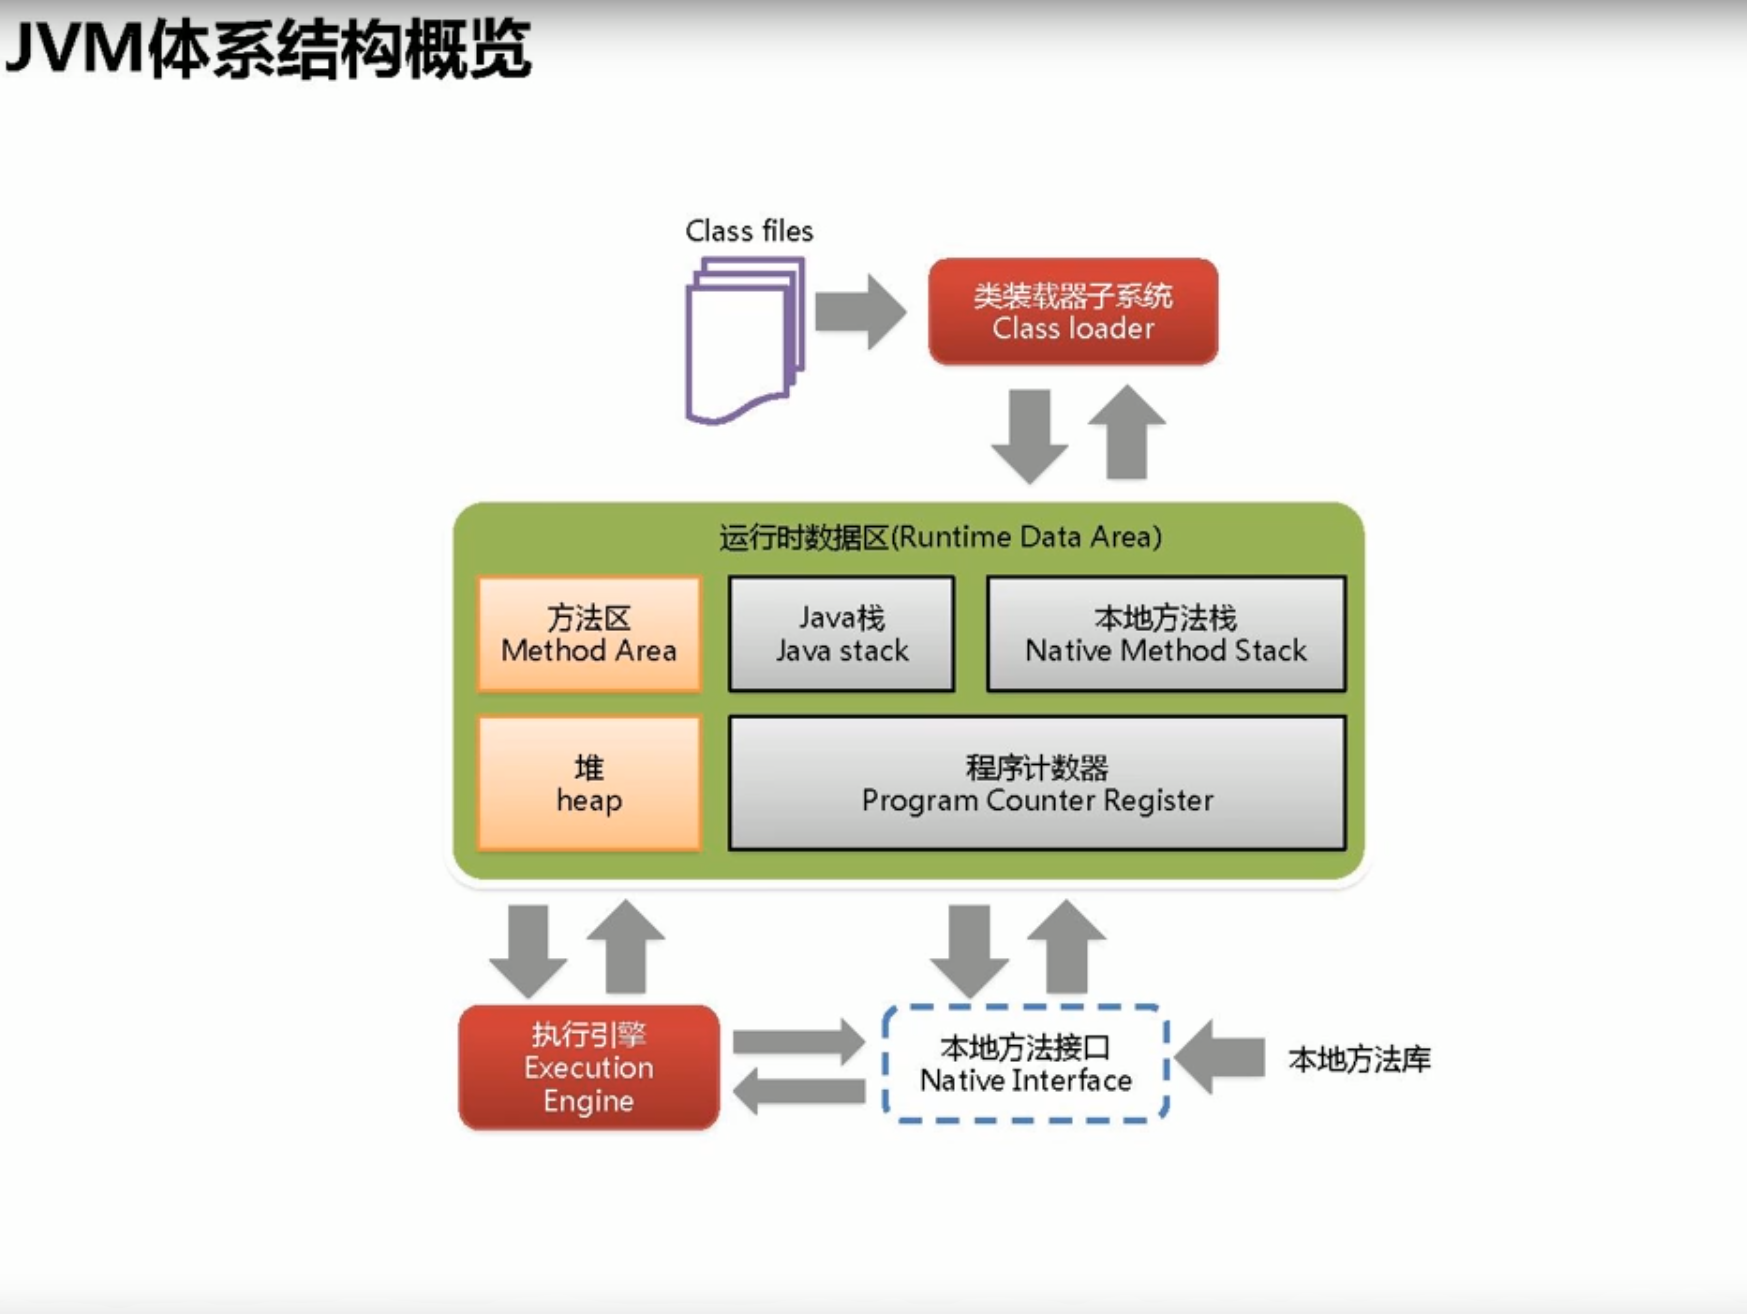 JVM体系结构概览
Class files
类装载器子系统
Class loader
运行时数据区(Runtime Data Area)
方法区
Method Area
Java栈
Java stack
本地方法栈
Native Method Stack
堆
heap
程序计数器
Program Counter Register
执行引擎
Execution
Engine
本地方法接口
Native Interface
本地方法库